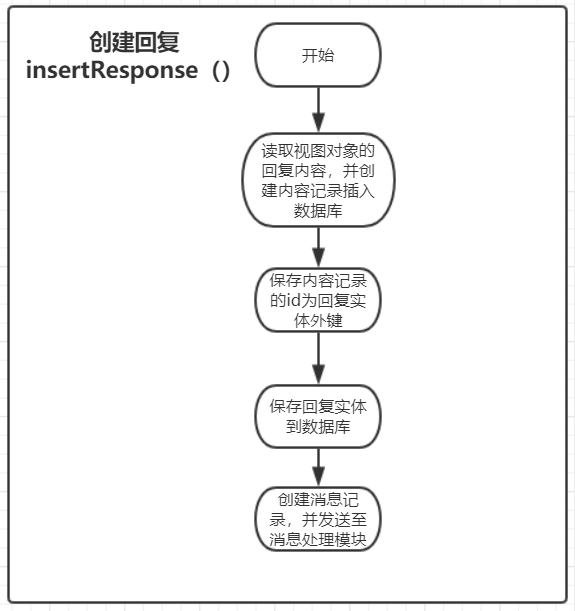 创建回复
insertResponse（）
开始
读取视图对象的
回复内容，并创
建内容记录插入
数据库
保存内容记录
的id为回复实
体外键
保存回复实体
到数据库
创建消息记
录，并发送至
消息处理模块